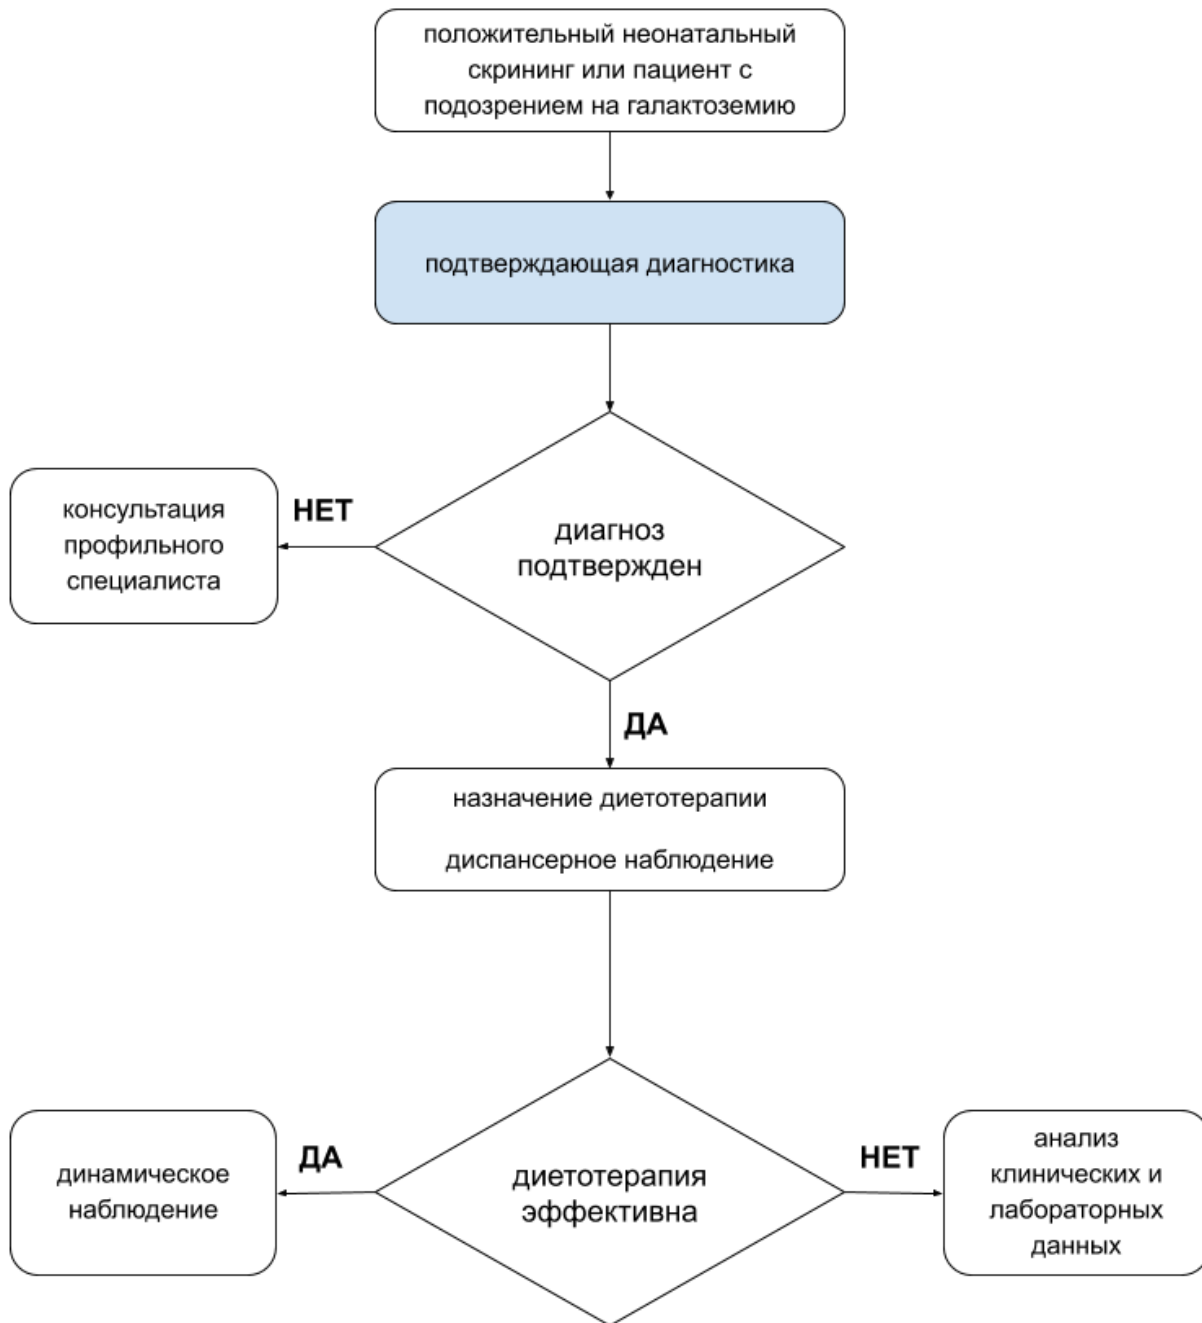 положительный неонатальный
скрининг или пациент с
подозрением на галактоземию
подтверждающая диагностика
консультация
профильного
специалиста
НЕТ
диагноз
подтвержден
ДА
назначение диетотерапии
диспансерное наблюдение
динамическое
наблюдение
ДА
диетотерапия
эффективна
НЕТ
анализ
клинических и
лабораторных
данных